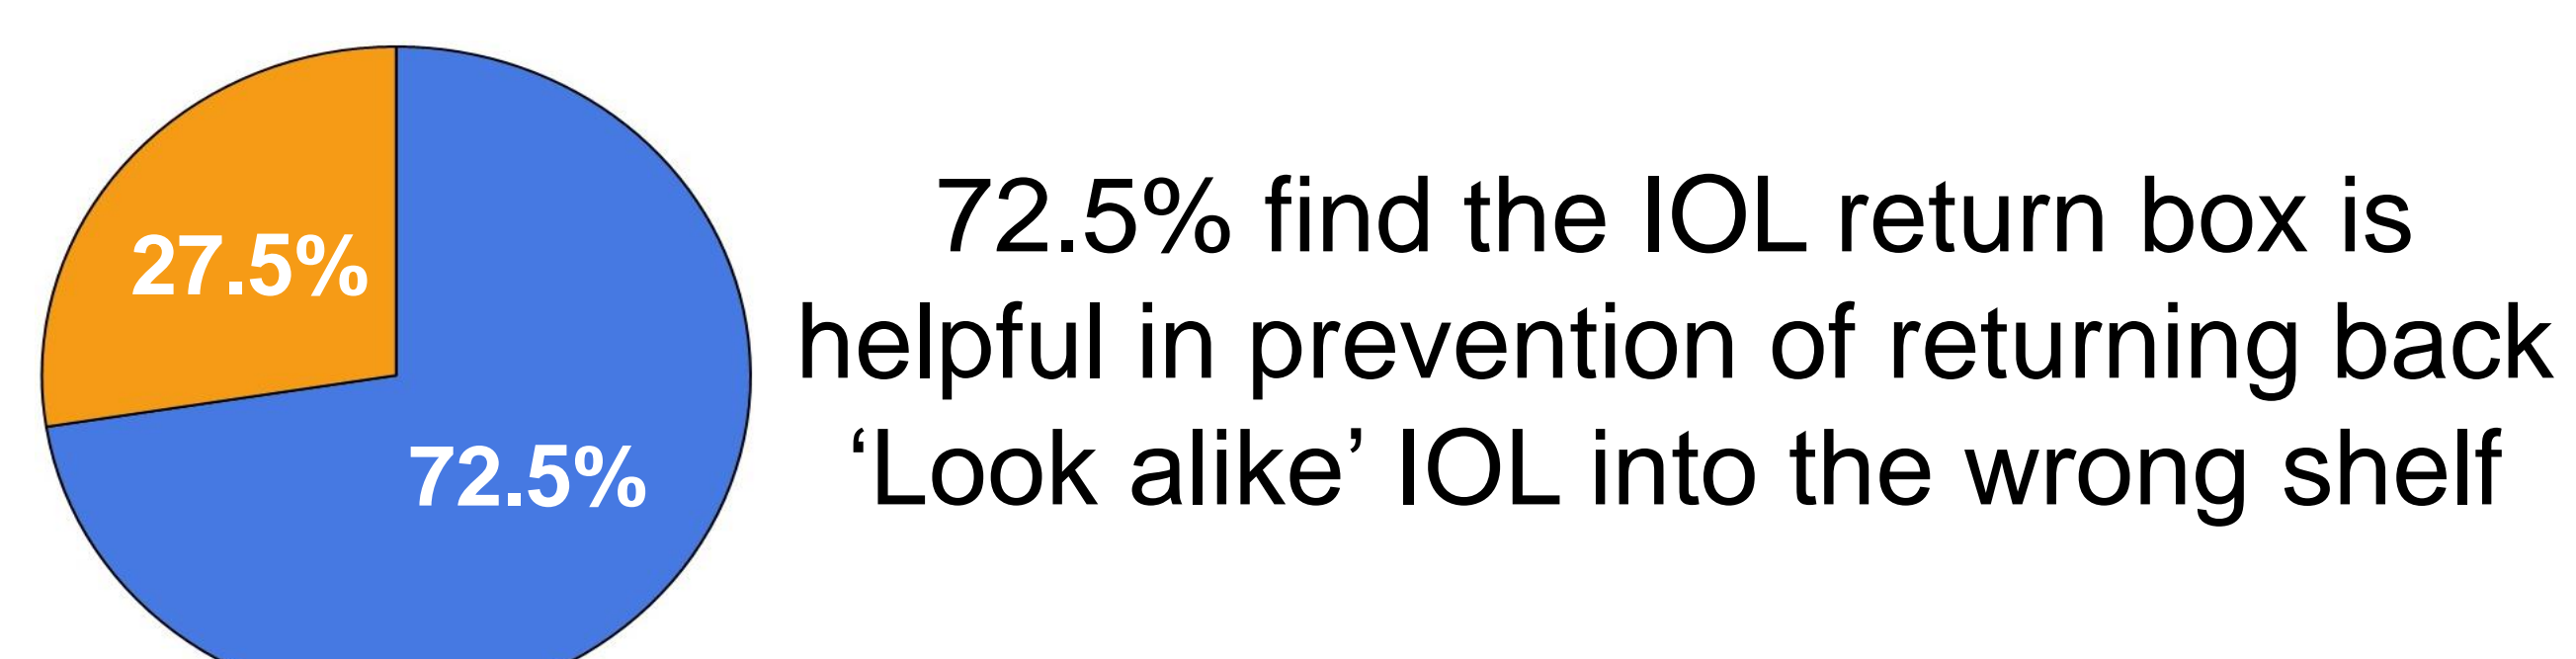 27.5%
72.5%
72.5% find the IOL return box is
helpful in prevention of returning back
‘Look alike’ IOL into the wrong shelf